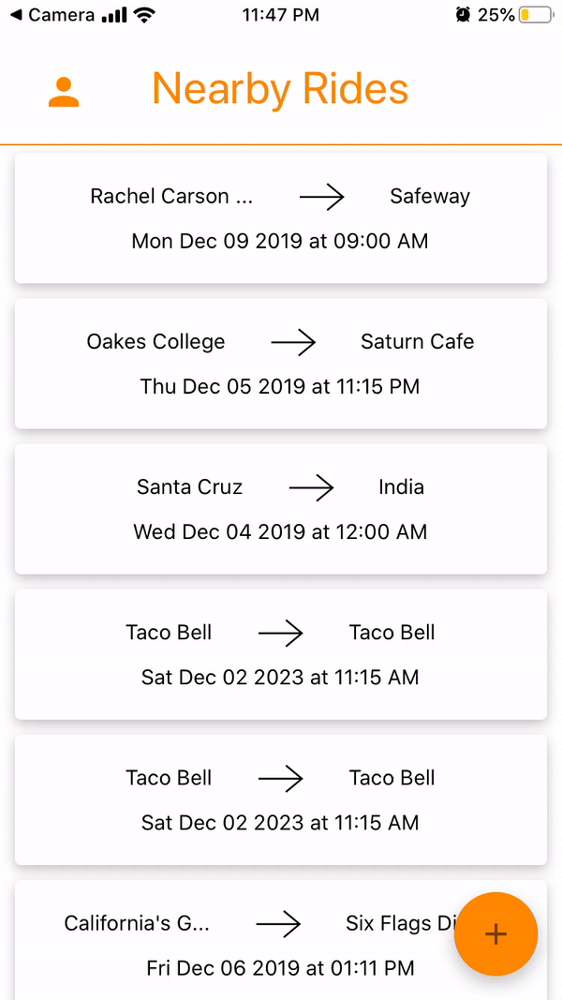 Camera 11:47 PM 25%
Nearby Rides
Rachel Carson ... Safeway
Mon Dec 09 2019 at 09:00 AM
Oakes College Saturn Cafe
Thu Dec 05 2019 at 11:15 PM
Santa Cruz India
Wed Dec 04 2019 at 12:00 AM
Taco Bell Taco Bell
Sat Dec 02 2023 at 11:15 AM
Taco Bell Taco Bell
Sat Dec 02 2023 at 11:15 AM
California's G... Six Flags Di
Fri Dec 06 2019 at 01:11 PM